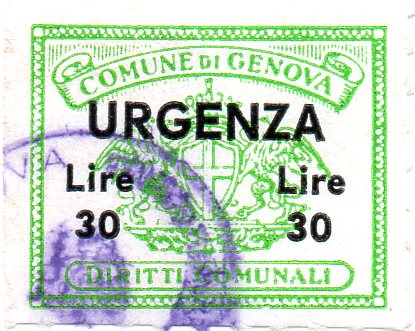 COMUNE DI GENOVA
URGENZA
Lire Lire
30 30
DIRITTI COMUNALI